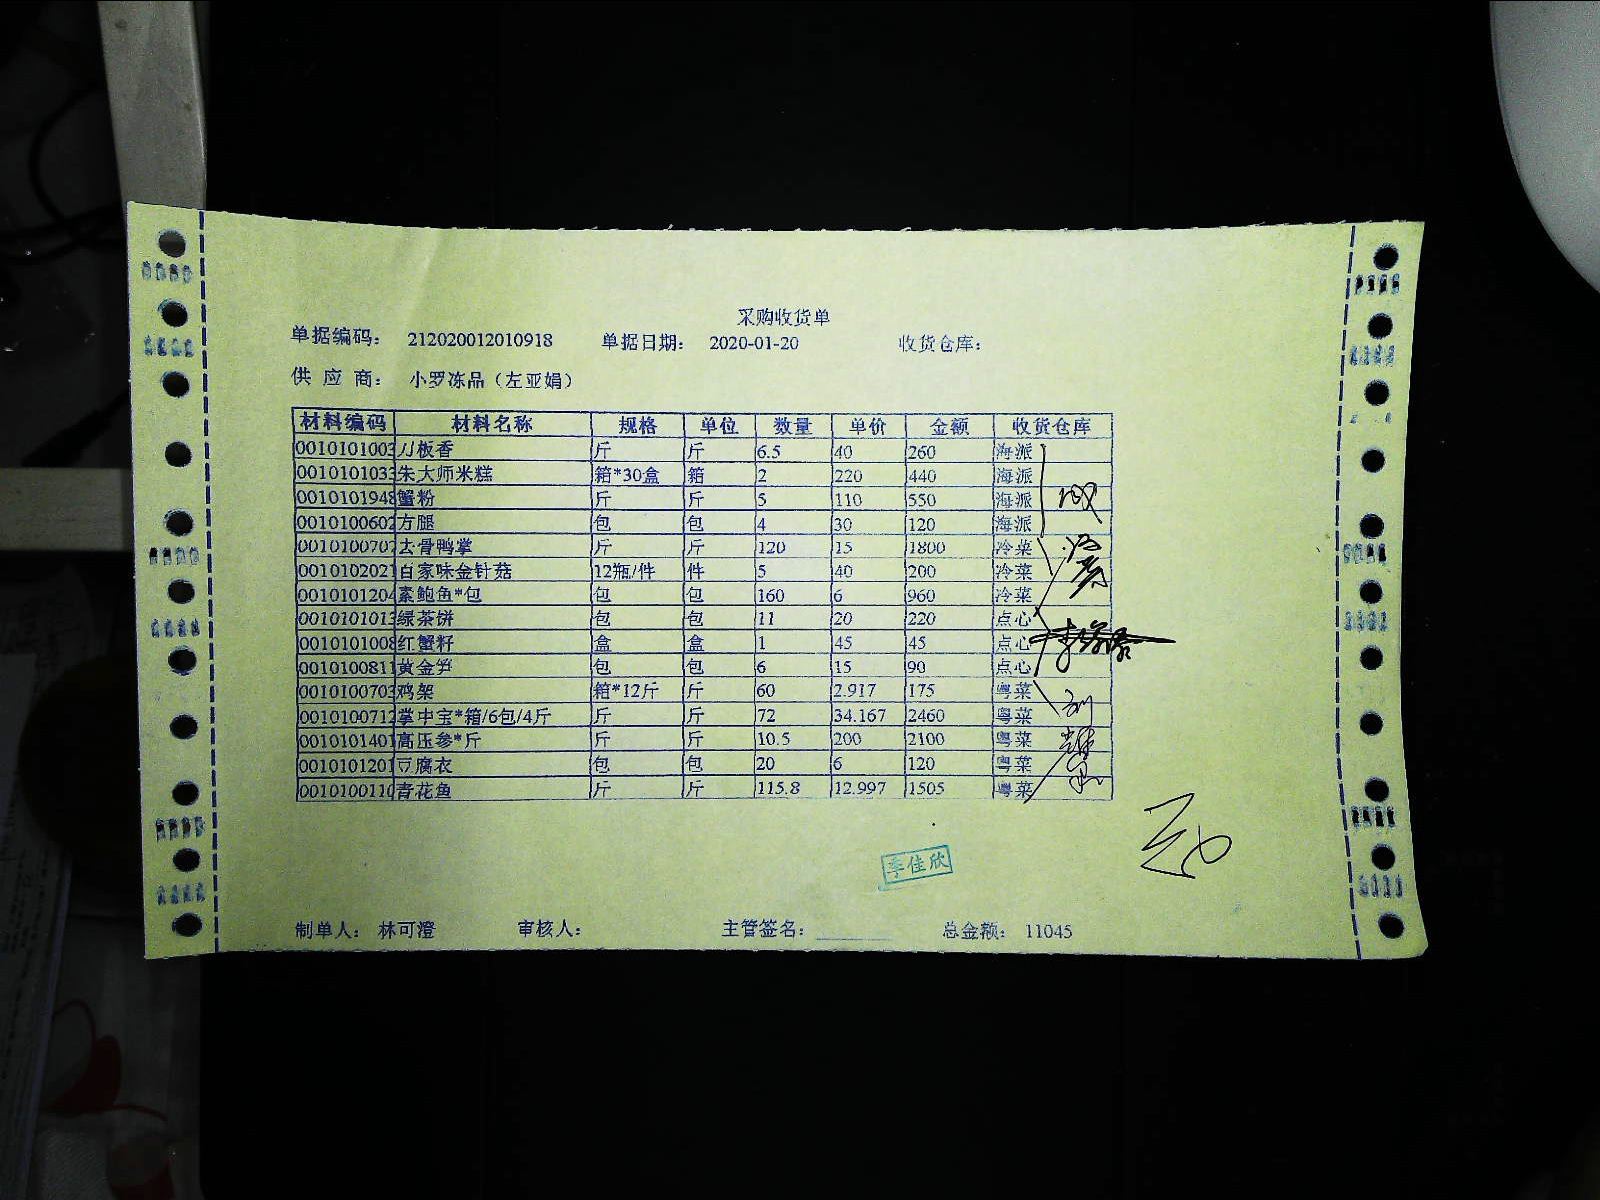 采购收货单
单据编码： 212020012010918 单据日期： 2020-01-20 收货仓库：
供 应 商： 小罗冻品（左亚娟）
材料编码 材料名称 规格 单位 数量 单价 金额 收货仓库
0010101003 刀板香 斤 斤 6.5 40 260 海派
0010101033 朱大师米糕 箱*30盒 箱 2 220 440 海派
0010101948 蟹粉 斤 斤 5 110 550 海派
0010100602 方腿 包 包 4 30 120 海派
0010100707 去骨鸭掌 斤 斤 120 15 1800 冷菜
0010102021 百家味金针菇 12瓶/件 件 5 40 200 冷菜
0010101204 素鲍鱼*包 包 包 160 6 960 冷菜
0010101013 绿茶饼 包 包 11 20 220 点心
0010101008 红蟹籽 盒 盒 1 45 45 点心
0010100811 黄金笋 包 包 6 15 90 点心
0010100703 鸡架 箱*12斤 斤 60 2.917 175 粤菜
0010100712 掌中宝*箱/6包/4斤 斤 斤 72 34.167 2460 粤菜
0010101401 高压参*斤 斤 斤 10.5 200 2100 粤菜
0010101201 豆腐衣 包 包 20 6 120 粤菜
0010100110 青花鱼 斤 斤 115.8 12.997 1505 粤菜
季佳欣
制单人： 林可澄 审核人： 主管签名： 总金额： 11045